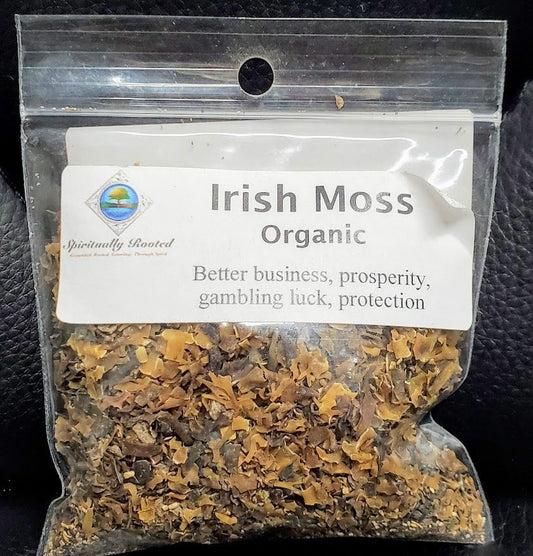 Irish Moss
Organic
Better business, prosperity,
gambling luck, protection
Spiritually Rooted